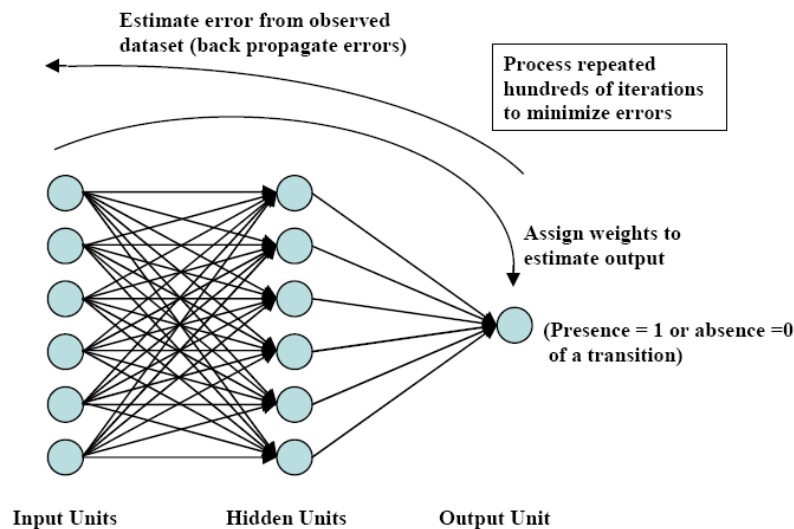 Estimate error from observed
dataset (back propagate errors)
Process repeated
hundreds of iterations
to minimize errors
Assign weights to
estimate output
(Presence = 1 or absence =0
of a transition)
Input Units
Hidden Units
Output Unit